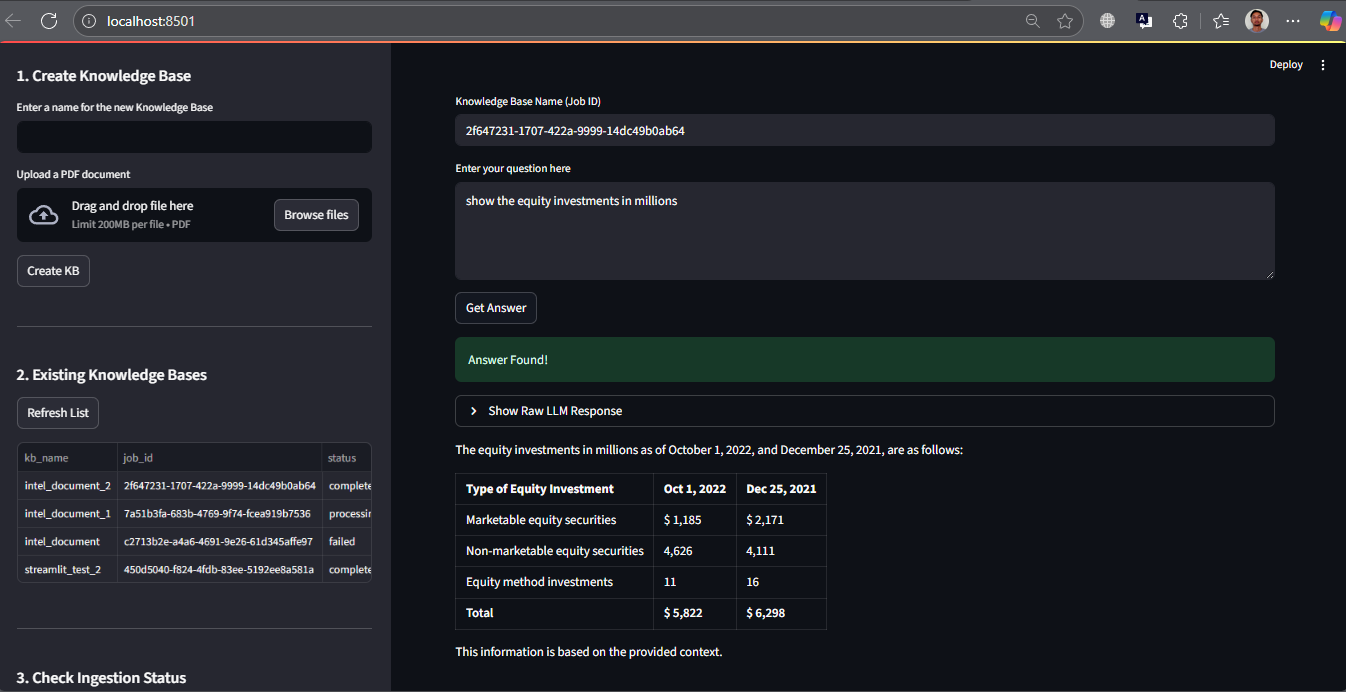 localhost:8501
Deploy
1. Create Knowledge Base
Enter a name for the new Knowledge Base
Upload a PDF document
Drag and drop file here
Limit 200MB per file • PDF
Browse files
Create KB
2. Existing Knowledge Bases
Refresh List
kb_name job_id status
intel_document_2 2f647231-1707-422a-9999-14dc49b0ab64 complete
intel_document_1 7a51b3fa-683b-4769-9f74-fcea919b7536 processin
intel_document c2713b2e-a4a6-4691-9e26-61d345affe97 failed
streamlit_test_2 450d5040-f824-4fdb-83ee-5192ee8a581a complete
3. Check Ingestion Status
Knowledge Base Name (Job ID)
2f647231-1707-422a-9999-14dc49b0ab64
Enter your question here
show the equity investments in millions
Get Answer
Answer Found!
Show Raw LLM Response
The equity investments in millions as of October 1, 2022, and December 25, 2021, are as follows:
Type of Equity Investment Oct 1, 2022 Dec 25, 2021
Marketable equity securities $ 1,185 $ 2,171
Non-marketable equity securities 4,626 4,111
Equity method investments 11 16
Total $ 5,822 $ 6,298
This information is based on the provided context.